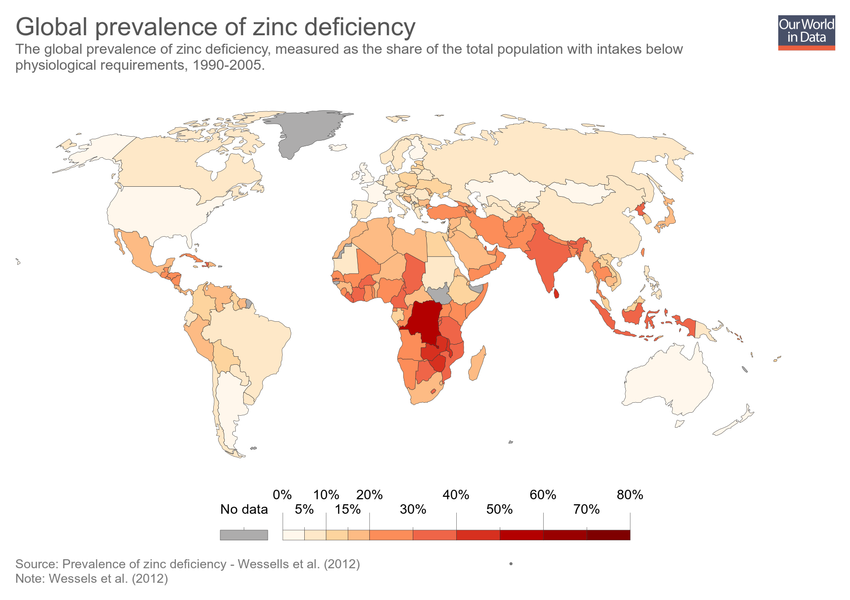 Global prevalence of zinc deficiency
The global prevalence of zinc deficiency, measured as the share of the total population with intakes below
physiological requirements, 1990-2005.
Our World
in Data
0% 10% 20% 40% 60% 80%
No data 5% 15% 30% 50% 70%
Source: Prevalence of zinc deficiency - Wessells et al. (2012)
Note: Wessels et al. (2012)